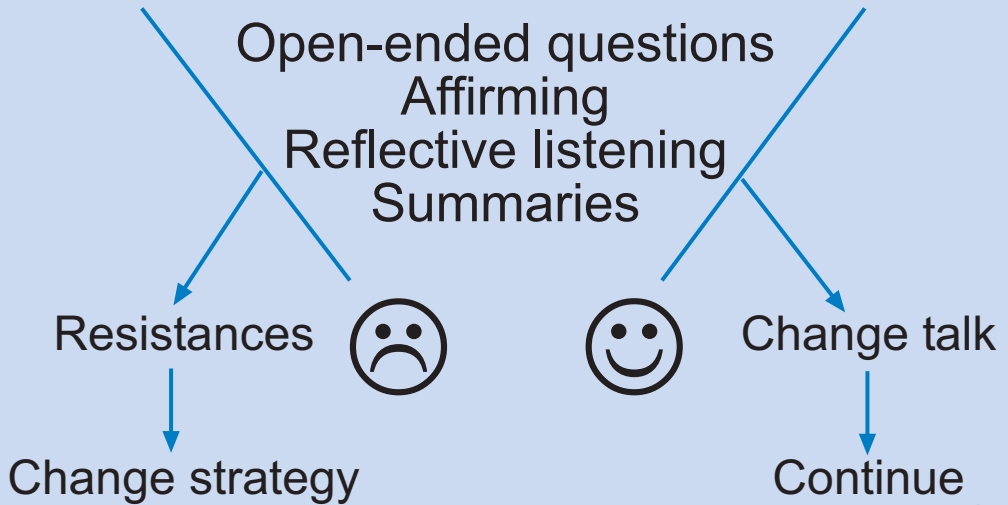 Open-ended questions
Affirming
Reflective listening
Summaries
Resistances
Change talk
Change strategy
Continue